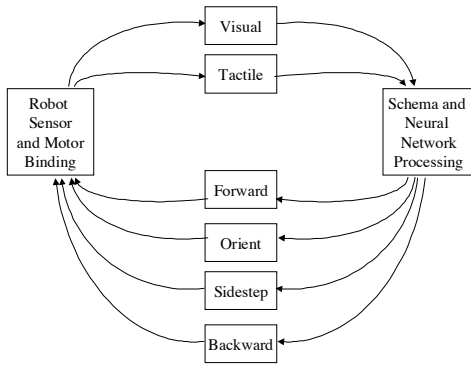 Visual
Tactile
Robot
Sensor
and Motor
Binding
Schema and
Neural
Network
Processing
Forward
Orient
Sidestep
Backward